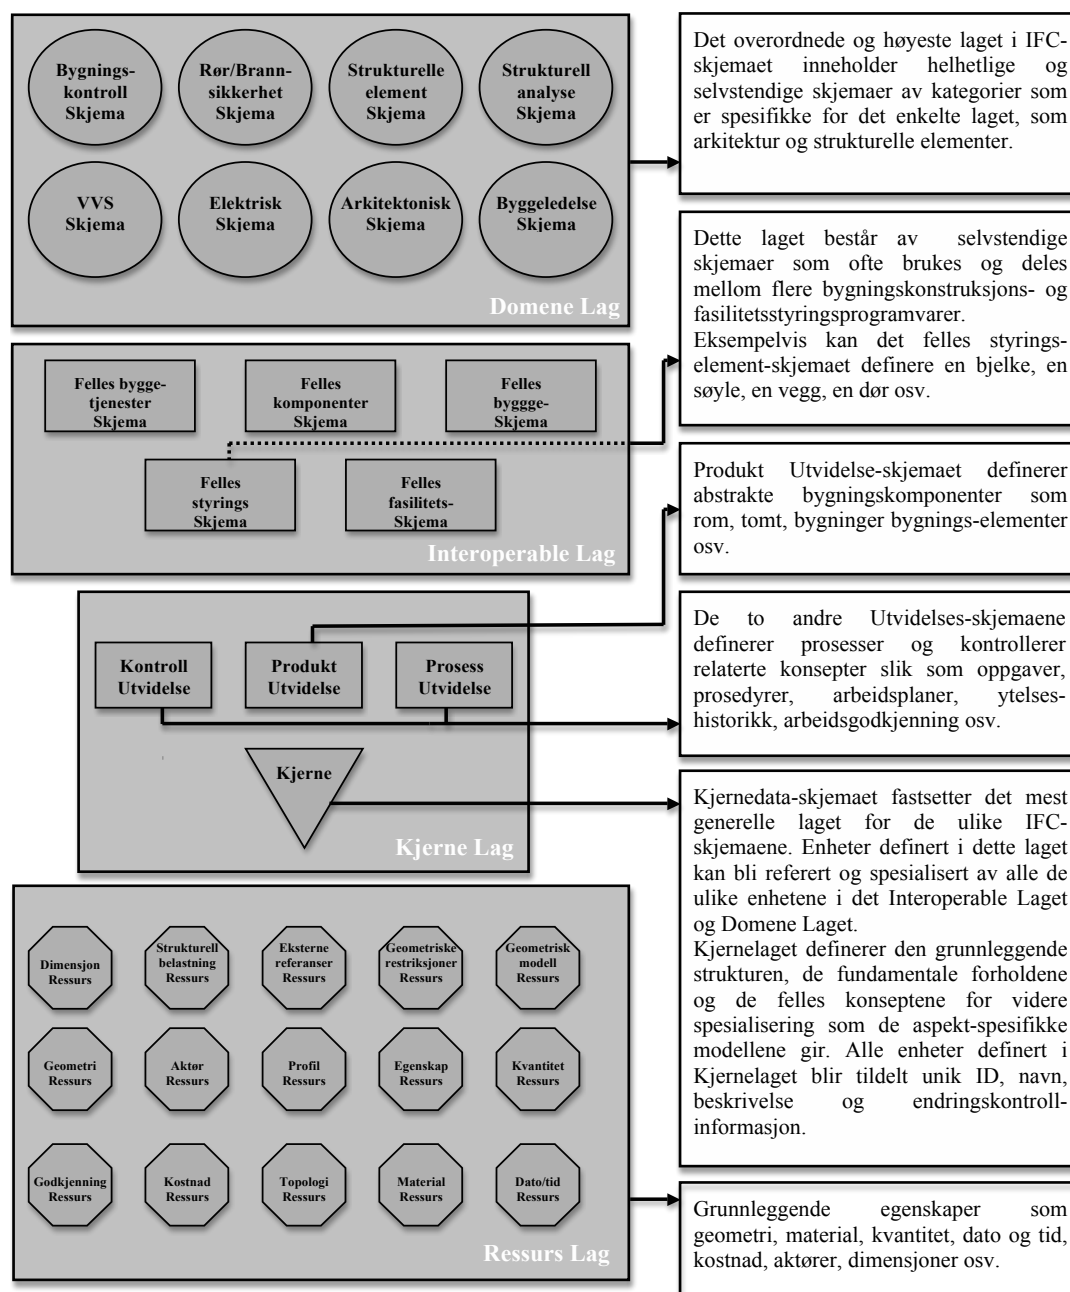 Bygnings-
kontroll
Skjema
Rør/Brann-
sikkerhet
Skjema
Strukturelle
element
Skjema
Strukturell
analyse
Skjema
VVS
Skjema
Elektrisk
Skjema
Arkitektonisk
Skjema
Byggeledelse
Skjema
Domene Lag
Det overordnede og høyeste laget i IFC-
skjemaet inneholder helhetlige og
selvstendige skjemaer av kategorier som
er spesifikke for det enkelte laget, som
arkitektur og strukturelle elementer.
Felles bygge-
tjenester
Skjema
Felles
komponenter
Skjema
Felles
byggge-
Skjema
Felles
styrings
Skjema
Felles
fasilitets-
Skjema
Interoperable Lag
Dette laget består av selvstendige
skjemaer som ofte brukes og deles
mellom flere bygningskonstruksjons- og
fasilitetsstyringsprogramvarer.
Eksempelvis kan det felles styrings-
element-skjemaet definere en bjelke, en
søyle, en vegg, en dør osv.
Kontroll
Utvidelse
Produkt
Utvidelse
Prosess
Utvidelse
Kjerne
Kjerne Lag
Produkt Utvidelse-skjemaet definerer
abstrakte bygningskomponenter som
rom, tomt, bygninger bygnings-elementer
osv.
De to andre Utvidelses-skjemaene
definerer prosesser og kontrollerer
relaterte konsepter slik som oppgaver,
prosedyrer, arbeidsplaner, ytelses-
historikk, arbeidsgodkjenning osv.
Kjernedata-skjemaet fastsetter det mest
generelle laget for de ulike IFC-
skjemaene. Enheter definert i dette laget
kan bli referert og spesialisert av alle de
ulike enhetene i det Interoperable Laget
og Domene Laget.
Kjernelaget definerer den grunnleggende
strukturen, de fundamentale forholdene
og de felles konseptene for videre
spesialisering som de aspekt-spesifikke
modellene gir. Alle enheter definert i
Kjernelaget blir tildelt unik ID, navn,
beskrivelse og endringskontroll-
informasjon.
Dimensjon
Ressurs
Strukturell
belastning
Ressurs
Eksterne
referanser
Ressurs
Geometriske
restriksjoner
Ressurs
Geometrisk
modell
Ressurs
Geometri
Ressurs
Aktør
Ressurs
Profil
Ressurs
Egenskap
Ressurs
Kvantitet
Ressurs
Godkjenning
Ressurs
Kostnad
Ressurs
Topologi
Ressurs
Material
Ressurs
Dato/tid
Ressurs
Ressurs Lag
Grunnleggende egenskaper som
geometri, material, kvantitet, dato og tid,
kostnad, aktører, dimensjoner osv.